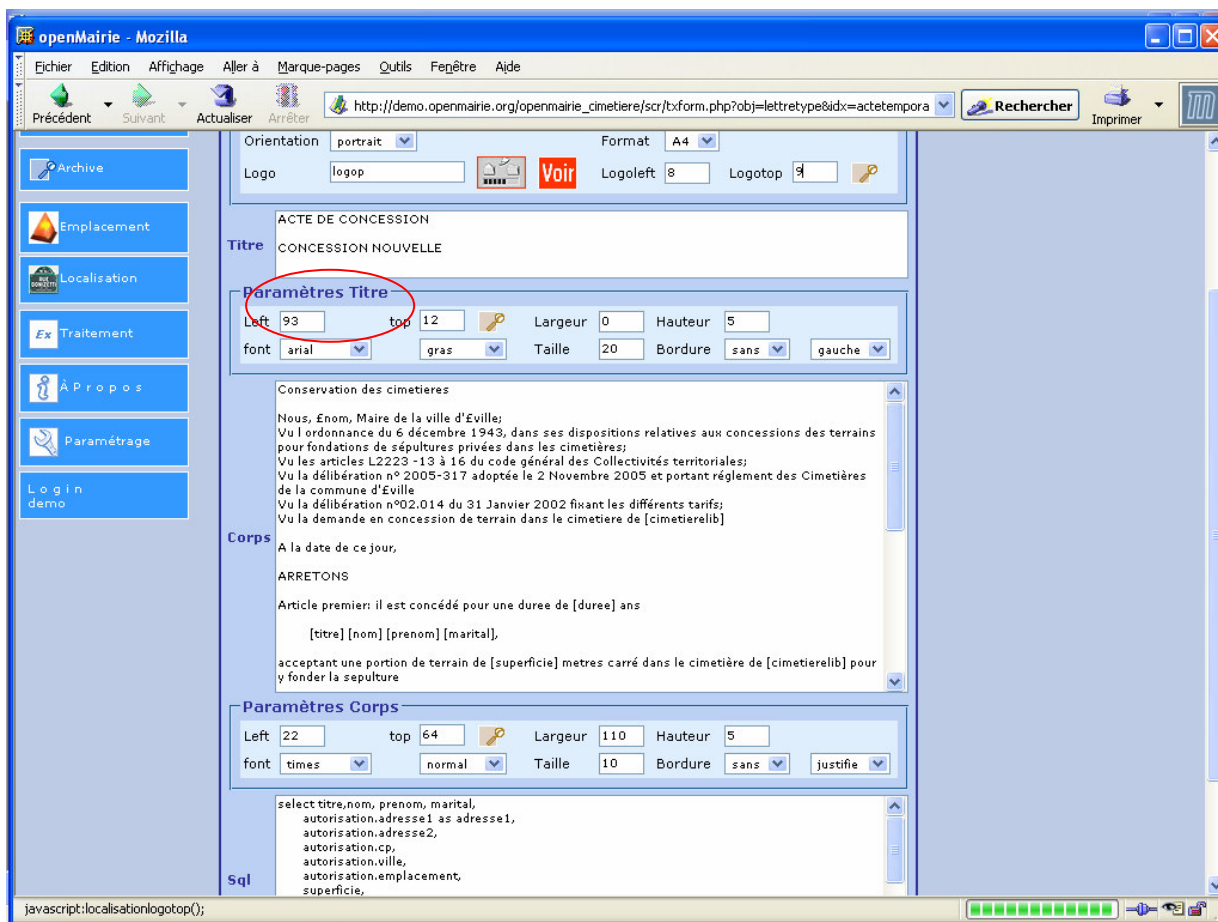 openMairie - Mozilla
Fichier Edition Affichage Aller à Marque-pages Outils Fenêtre Aide
Précédent Suivant Actualiser Arrêter http://demo.openmairie.org/openmairie_cimetiere/scr/txform.php?obj=lettretype&idx=actetempora Rechercher Imprimer
Orientation portrait Format A4
Archive
Logo logop Voir Logoleft 8 Logotop 9
Emplacement
Titre
ACTE DE CONCESSION
CONCESSION NOUVELLE
Localisation
Paramètres Titre
Left 93 top 12 Largeur 0 Hauteur 5
Ex Traitement
font arial gras Taille 20 Bordure sans gauche
À Propos
Paramétrage
Login
demo
Corps
Conservation des cimetieres
Nous, £nom, Maire de la ville d'£ville;
Vu l ordonnance du 6 décembre 1943, dans ses dispositions relatives aux concessions des terrains
pour fondations de sépultures privées dans les cimetières;
Vu les articles L2223 -13 à 16 du code général des Collectivités territoriales;
Vu la délibération n° 2005-317 adoptée le 2 Novembre 2005 et portant réglement des Cimetières
de la commune d'£ville
Vu la délibération n°02.014 du 31 Janvier 2002 fixant les différents tarifs;
Vu la demande en concession de terrain dans le cimetiere de [cimetierelib]
A la date de ce jour,
ARRETONS
Article premier: il est concédé pour une duree de [duree] ans
[titre] [nom] [prenom] [marital],
acceptant une portion de terrain de [superficie] metres carré dans le cimetière de [cimetierelib] pour
y fonder la sepulture
Paramètres Corps
Left 22 top 64 Largeur 110 Hauteur 5
font times normal Taille 10 Bordure sans justifie
Sql
select titre,nom, prenom, marital,
autorisation.adresse1 as adresse1,
autorisation.adresse2,
autorisation.cp,
autorisation.ville,
autorisation.emplacement,
superficie,
javascript:localisationlogotop();